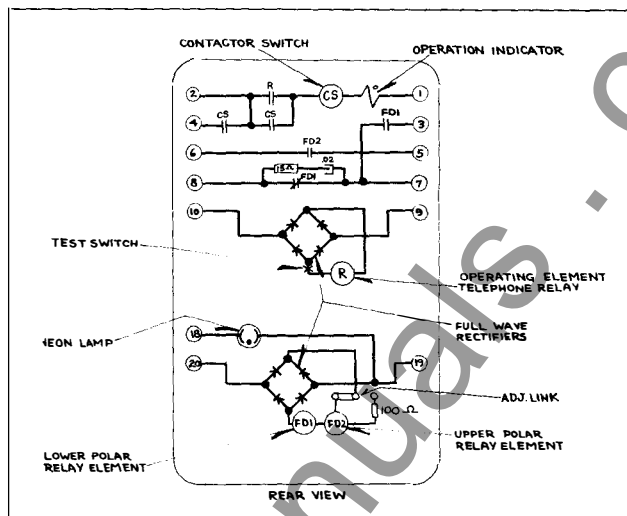 CONTACTOR SWITCH
OPERATION INDICATOR
2
R
CS
1
4
CS
CS
FD1
3
6
FD2
5
8
15Ω
.02
FD1
7
10
9
TEST SWITCH
R
OPERATING ELEMENT
TELEPHONE RELAY
NEON LAMP
18
FULL WAVE
RECTIFIERS
20
19
ADJ. LINK
100 Ω
FD1
FD2
UPPER POLAR
RELAY ELEMENT
LOWER POLAR
RELAY ELEMENT
REAR VIEW